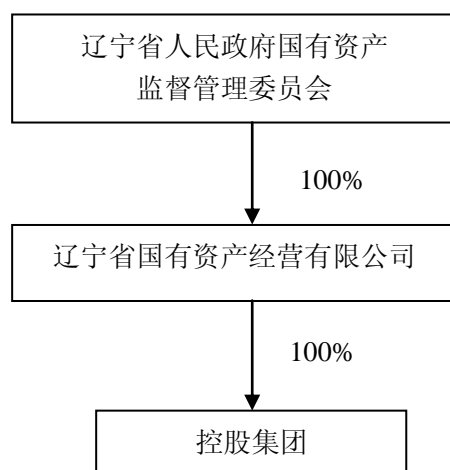 辽宁省人民政府国有资产
监督管理委员会
100%
辽宁省国有资产经营有限公司
100%
控股集团